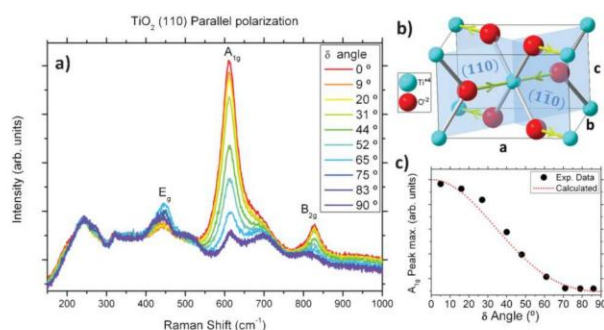 TiO2 (110) Parallel polarization
a)
A1g
Eg
B2g
δ angle
0 º
9 º
20 º
31 º
44 º
52 º
65 º
75 º
83 º
90 º
Intensity (arb. units)
200 300 400 500 600 700 800 900 1000
Raman Shift (cm-1)
b)
Ti+4
O-2
(110)
(11̅0)
a
b
c
c)
Exp. Data
Calculated
A1g Peak max. (arb. units)
0 10 20 30 40 50 60 70 80 90
δ Angle (º)